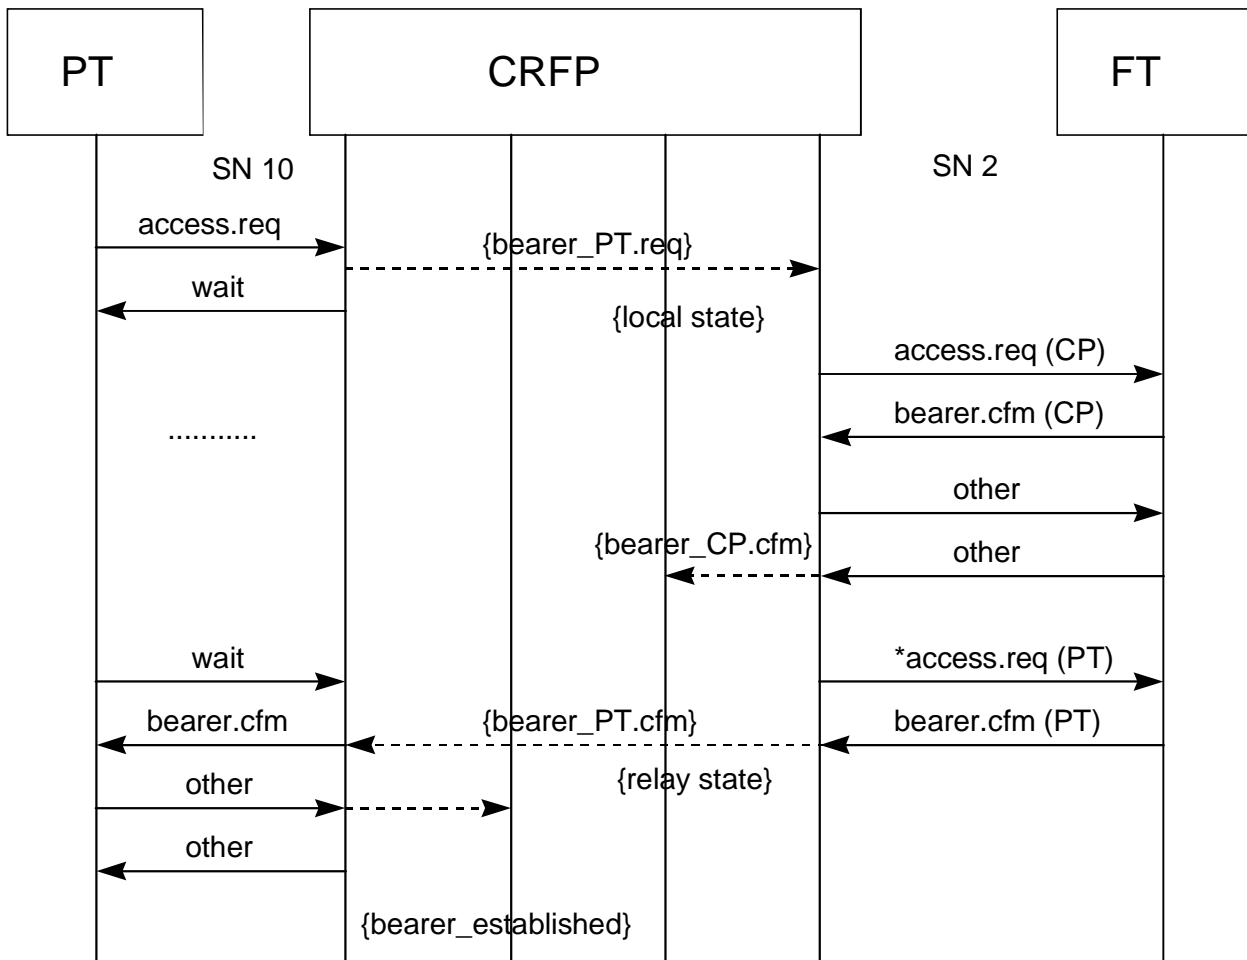 PT CRFP FT
SN 10 SN 2
access.req {bearer_PT.req}
wait {local state}
access.req (CP)
........... bearer.cfm (CP)
other
{bearer_CP.cfm} other
wait *access.req (PT)
bearer.cfm {bearer_PT.cfm} bearer.cfm (PT)
other {relay state}
other
{bearer_established}